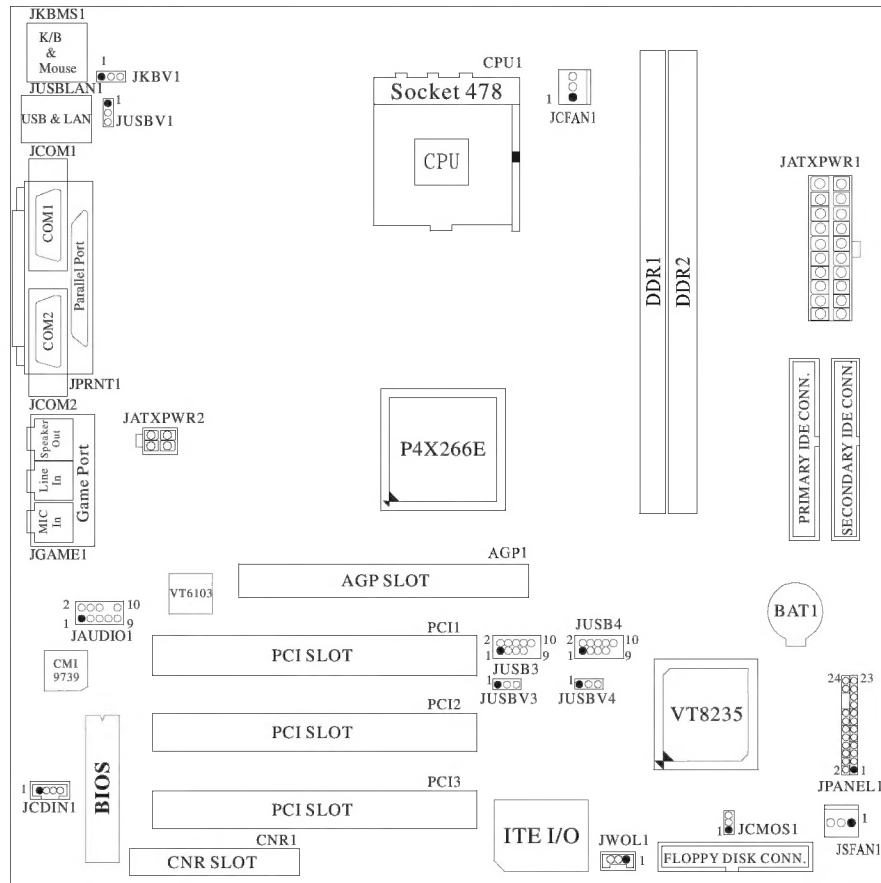 JKBMS1
K/B
&
Mouse
1
JKBV1
JUSBLAN1
USB & LAN
1
JUSBV1
JCOM1
COM1
Parallel Port
COM2
JPRNT1
JCOM2
CPU1
Socket 478
CPU
1
JCFAN1
DDR1
DDR2
JATXPWR1
PRIMARY IDE CONN.
SECONDARY IDE CONN.
JATXPWR2
P4X266E
Speaker
Out
Line
In
MIC
In
Game Port
JGAME1
AGP1
AGP SLOT
VT6103
BAT1
2 10
1 9
JAUDIO1
CMI
9739
PCI1
PCI SLOT
2 10
1 9
JUSB3
1
JUSBV3
JUSB4
2 10
1 9
1
JUSBV4
VT8235
24 23
2 1
JPANEL1
PCI2
PCI SLOT
BIOS
1
JCDIN1
PCI3
PCI SLOT
CNR1
CNR SLOT
ITE I/O
JWOL1
1
1
JCMOS1
FLOPPY DISK CONN.
1
JSFAN1